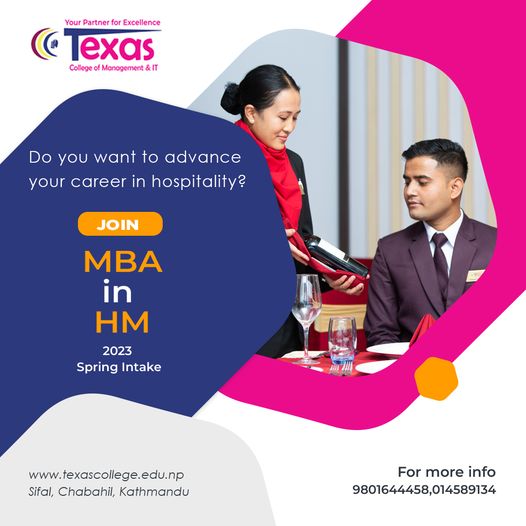 Your Partner for Excellence
Texas
College of Management & IT
Do you want to advance
your career in hospitality?
JOIN
MBA
in
HM
2023
Spring Intake
www.texascollege.edu.np
Sifal, Chabahil, Kathmandu
For more info
9801644458,014589134